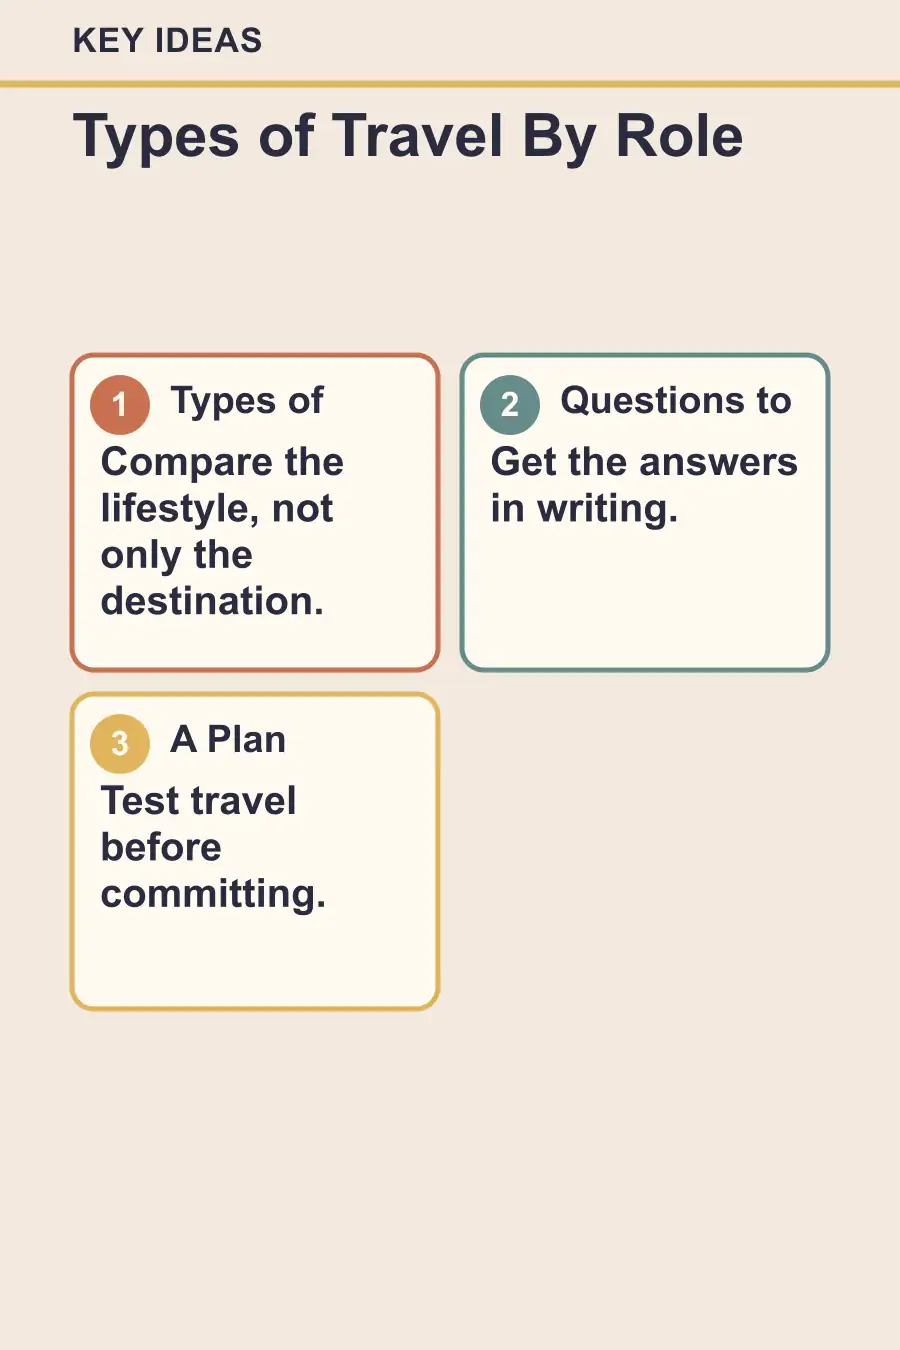 KEY IDEAS
Types of Travel By Role
1 Types of
Compare the
lifestyle, not
only the
destination.
2 Questions to
Get the answers
in writing.
3 A Plan
Test travel
before
committing.